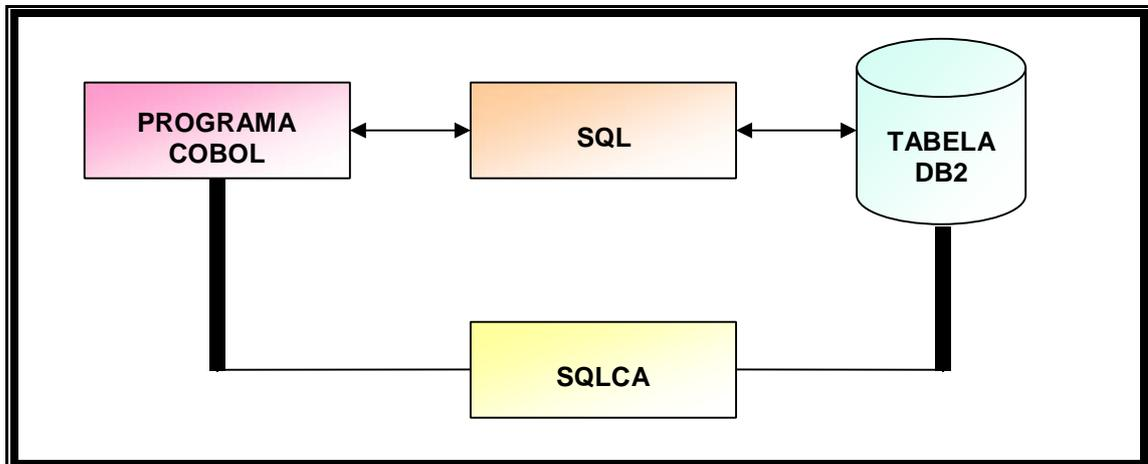 PROGRAMA
COBOL
SQL
TABELA
DB2
SQLCA